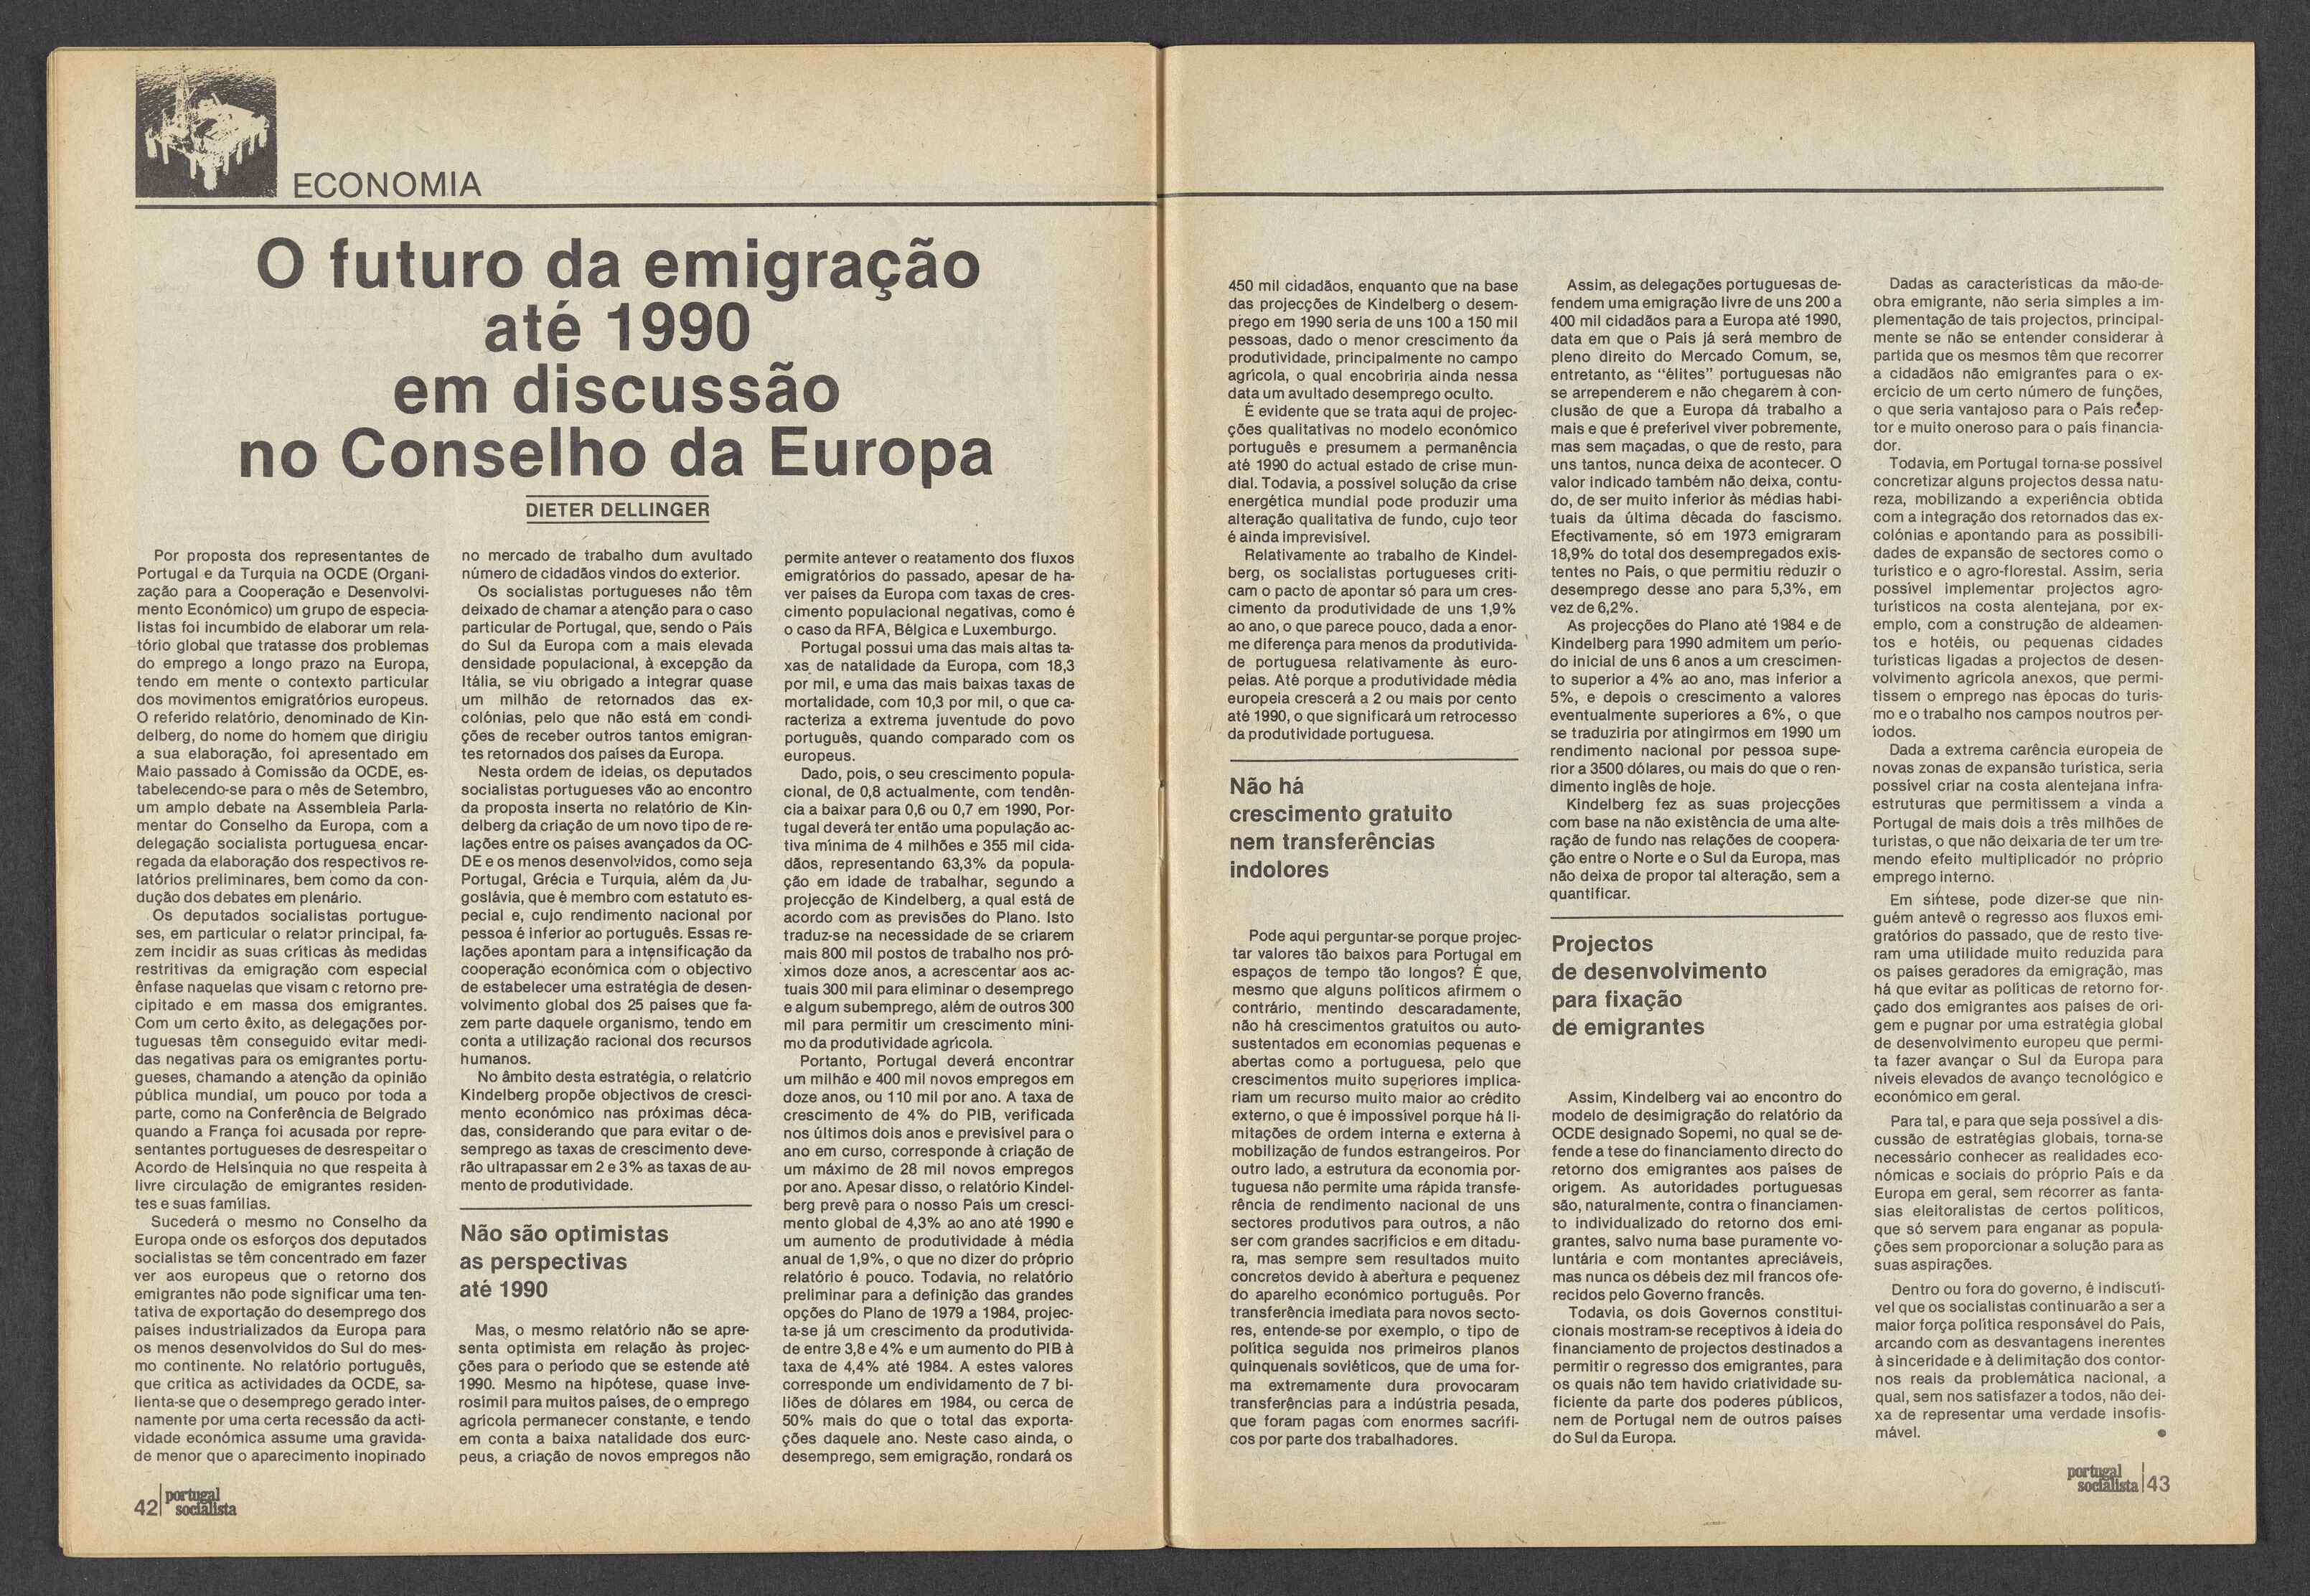 ECONOMIA
O futuro da emigração
até 1990
em discussão
no Conselho da Europa
DIETER DELLINGER
Por proposta dos representantes de
Portugal e da Turquia na OCDE (Organi-
zação para a Cooperação e Desenvolvi-
mento Económico) um grupo de especia-
listas foi incumbido de elaborar um rela-
tório global que tratasse dos problemas
do emprego a longo prazo na Europa,
tendo em mente o contexto particular
dos movimentos emigratórios europeus.
O referido relatório, denominado de Kin-
delberg, do nome do homem que dirigiu
a sua elaboração, foi apresentado em
Maio passado à Comissão da OCDE, es-
tabelecendo-se para o mês de Setembro,
um amplo debate na Assembleia Parla-
mentar do Conselho da Europa, com a
delegação socialista portuguesa encar-
regada da elaboração dos respectivos re-
latórios preliminares, bem como da con-
dução dos debates em plenário.
Os deputados socialistas portugue-
ses, em particular o relator principal, fa-
zem incidir as suas críticas às medidas
restritivas da emigração com especial
ênfase naquelas que visam c retorno pre-
cipitado e em massa dos emigrantes.
Com um certo êxito, as delegações por-
tuguesas têm conseguido evitar medi-
das negativas para os emigrantes portu-
gueses, chamando a atenção da opinião
pública mundial, um pouco por toda a
parte, como na Conferência de Belgrado
quando a França foi acusada por repre-
sentantes portugueses de desrespeitar o
Acordo de Helsínquia no que respeita à
livre circulação de emigrantes residen-
tes e suas famílias.
Sucederá o mesmo no Conselho da
Europa onde os esforços dos deputados
socialistas se têm concentrado em fazer
ver aos europeus que o retorno dos
emigrantes não pode significar uma ten-
tativa de exportação do desemprego dos
países industrializados da Europa para
os menos desenvolvidos do Sul do mes-
mo continente. No relatório português,
que critica as actividades da OCDE, sa-
lienta-se que o desemprego gerado inter-
namente por uma certa recessão da acti-
vidade económica assume uma gravida-
de menor que o aparecimento inopinado
no mercado de trabalho dum avultado
número de cidadãos vindos do exterior.
Os socialistas portugueses não têm
deixado de chamar a atenção para o caso
particular de Portugal, que, sendo o País
do Sul da Europa com a mais elevada
densidade populacional, à excepção da
Itália, se viu obrigado a integrar quase
um milhão de retornados das ex-
colónias, pelo que não está em condi-
ções de receber outros tantos emigran-
tes retornados dos países da Europa.
Nesta ordem de ideias, os deputados
socialistas portugueses vão ao encontro
da proposta inserta no relatório de Kin-
delberg da criação de um novo tipo de re-
lações entre os países avançados da OC-
DE e os menos desenvolvidos, como seja
Portugal, Grécia e Turquia, além da Ju-
goslávia, que é membro com estatuto es-
pecial e, cujo rendimento nacional por
pessoa é inferior ao português. Essas re-
lações apontam para a intensificação da
cooperação económica com o objectivo
de estabelecer uma estratégia de desen-
volvimento global dos 25 países que fa-
zem parte daquele organismo, tendo em
conta a utilização racional dos recursos
humanos.
No âmbito desta estratégia, o relatório
Kindelberg propõe objectivos de cresci-
mento económico nas próximas déca-
das, considerando que para evitar o de-
semprego as taxas de crescimento deve-
rão ultrapassar em 2 e 3% as taxas de au-
mento de produtividade.
Não são optimistas
as perspectivas
até 1990
Mas, o mesmo relatório não se apre-
senta optimista em relação às projec-
ções para o período que se estende até
1990. Mesmo na hipótese, quase inve-
rosímil para muitos países, de o emprego
agrícola permanecer constante, e tendo
em conta a baixa natalidade dos euro-
peus, a criação de novos empregos não
permite antever o reatamento dos fluxos
emigratórios do passado, apesar de ha-
ver países da Europa com taxas de cres-
cimento populacional negativas, como é
o caso da RFA, Bélgica e Luxemburgo.
Portugal possui uma das mais altas ta-
xas de natalidade da Europa, com 18,3
por mil, e uma das mais baixas taxas de
mortalidade, com 10,3 por mil, o que ca-
racteriza a extrema juventude do povo
português, quando comparado com os
europeus.
Dado, pois, o seu crescimento popula-
cional, de 0,8 actualmente, com tendên-
cia a baixar para 0,6 ou 0,7 em 1990, Por-
tugal deverá ter então uma população ac-
tiva mínima de 4 milhões e 355 mil cida-
dãos, representando 63,3% da popula-
ção em idade de trabalhar, segundo a
projecção de Kindelberg, a qual está de
acordo com as previsões do Plano. Isto
traduz-se na necessidade de se criarem
mais 800 mil postos de trabalho nos pró-
ximos doze anos, a acrescentar aos ac-
tuais 300 mil para eliminar o desemprego
e algum subemprego, além de outros 300
mil para permitir um crescimento míni-
mo da produtividade agrícola.
Portanto, Portugal deverá encontrar
um milhão e 400 mil novos empregos em
doze anos, ou 110 mil por ano. A taxa de
crescimento de 4% do PIB, verificada
nos últimos dois anos e previsível para o
ano em curso, corresponde à criação de
um máximo de 28 mil novos empregos
por ano. Apesar disso, o relatório Kindel-
berg prevê para o nosso País um cresci-
mento global de 4,3% ao ano até 1990 e
um aumento de produtividade à média
anual de 1,9%, o que no dizer do próprio
relatório é pouco. Todavia, no relatório
preliminar para a definição das grandes
opções do Plano de 1979 a 1984, projec-
ta-se já um crescimento da produtivida-
de entre 3,8 e 4% e um aumento do PIB à
taxa de 4,4% até 1984. A estes valores
corresponde um endividamento de 7 bi-
liões de dólares em 1984, ou cerca de
50% mais do que o total das exporta-
ções daquele ano. Neste caso ainda, o
desemprego, sem emigração, rondará os
42 portugal
socialista
450 mil cidadãos, enquanto que na base
das projecções de Kindelberg o desem-
prego em 1990 seria de uns 100 a 150 mil
pessoas, dado o menor crescimento da
produtividade, principalmente no campo
agrícola, o qual encobriria ainda nessa
data um avultado desemprego oculto.
É evidente que se trata aqui de projec-
ções qualitativas no modelo económico
português e presumem a permanência
até 1990 do actual estado de crise mun-
dial. Todavia, a possível solução da crise
energética mundial pode produzir uma
alteração qualitativa de fundo, cujo teor
é ainda imprevisível.
Relativamente ao trabalho de Kindel-
berg, os socialistas portugueses criti-
cam o pacto de apontar só para um cres-
cimento da produtividade de uns 1,9%
ao ano, o que parece pouco, dada a enor-
me diferença para menos da produtivida-
de portuguesa relativamente às euro-
peias. Até porque a produtividade média
europeia crescerá a 2 ou mais por cento
até 1990, o que significará um retrocesso
da produtividade portuguesa.
Não há
crescimento gratuito
nem transferências
indolores
Pode aqui perguntar-se porque projec-
tar valores tão baixos para Portugal em
espaços de tempo tão longos? É que,
mesmo que alguns políticos afirmem o
contrário, mentindo descaradamente,
não há crescimentos gratuitos ou auto-
sustentados em economias pequenas e
abertas como a portuguesa, pelo que
crescimentos muito superiores implica-
riam um recurso muito maior ao crédito
externo, o que é impossível porque há li-
mitações de ordem interna e externa à
mobilização de fundos estrangeiros. Por
outro lado, a estrutura da economia por-
tuguesa não permite uma rápida transfe-
rência de rendimento nacional de uns
sectores produtivos para outros, a não
ser com grandes sacrifícios e em ditadu-
ra, mas sempre sem resultados muito
concretos devido à abertura e pequenez
do aparelho económico português. Por
transferência imediata para novos secto-
res, entende-se por exemplo, o tipo de
política seguida nos primeiros planos
quinquenais soviéticos, que de uma for-
ma extremamente dura provocaram
transferências para a indústria pesada,
que foram pagas com enormes sacrifí-
cos por parte dos trabalhadores.
Assim, as delegações portuguesas de-
fendem uma emigração livre de uns 200 a
400 mil cidadãos para a Europa até 1990,
data em que o País já será membro de
pleno direito do Mercado Comum, se,
entretanto, as "élites" portuguesas não
se arrependerem e não chegarem à con-
clusão de que a Europa dá trabalho a
mais e que é preferível viver pobremente,
mas sem maçadas, o que de resto, para
uns tantos, nunca deixa de acontecer. O
valor indicado também não deixa, contu-
do, de ser muito inferior às médias habi-
tuais da última década do fascismo.
Efectivamente, só em 1973 emigraram
18,9% do total dos desempregados exis-
tentes no País, o que permitiu reduzir o
desemprego desse ano para 5,3%, em
vez de 6,2%.
As projecções do Plano até 1984 e de
Kindelberg para 1990 admitem um perío-
do inicial de uns 6 anos a um crescimen-
to superior a 4% ao ano, mas inferior a
5%, e depois o crescimento a valores
eventualmente superiores a 6%, o que
se traduziria por atingirmos em 1990 um
rendimento nacional por pessoa supe-
rior a 3500 dólares, ou mais do que o ren-
dimento inglês de hoje.
Kindelberg fez as suas projecções
com base na não existência de uma alte-
ração de fundo nas relações de coopera-
ção entre o Norte e o Sul da Europa, mas
não deixa de propor tal alteração, sem a
quantificar.
Projectos
de desenvolvimento
para fixação
de emigrantes
Assim, Kindelberg vai ao encontro do
modelo de desimigração do relatório da
OCDE designado Sopemi, no qual se de-
fende a tese do financiamento directo do
retorno dos emigrantes aos países de
origem. As autoridades portuguesas
são, naturalmente, contra o financiamen-
to individualizado do retorno dos emi-
grantes, salvo numa base puramente vo-
luntária e com montantes apreciáveis,
mas nunca os débeis dez mil francos ofe-
recidos pelo Governo francês.
Todavia, os dois Governos constitui-
cionais mostram-se receptivos à ideia do
financiamento de projectos destinados a
permitir o regresso dos emigrantes, para
os quais não tem havido criatividade su-
ficiente da parte dos poderes públicos,
nem de Portugal nem de outros países
do Sul da Europa.
Dadas as características da mão-de-
obra emigrante, não seria simples a im-
plementação de tais projectos, principal-
mente se não se entender considerar à
partida que os mesmos têm que recorrer
a cidadãos não emigrantes para o ex-
ercício de um certo número de funções,
o que seria vantajoso para o País recep-
tor e muito oneroso para o país financia-
dor.
Todavia, em Portugal torna-se possível
concretizar alguns projectos dessa natu-
reza, mobilizando a experiência obtida
com a integração dos retornados das ex-
colónias e apontando para as possibili-
dades de expansão de sectores como o
turístico e o agro-florestal. Assim, seria
possível implementar projectos agro-
turísticos na costa alentejana, por ex-
emplo, com a construção de aldeamen-
tos e hotéis, ou pequenas cidades
turísticas ligadas a projectos de desen-
volvimento agrícola anexos, que permi-
tissem o emprego nas épocas do turis-
mo e o trabalho nos campos noutros per-
íodos.
Dada a extrema carência europeia de
novas zonas de expansão turística, seria
possível criar na costa alentejana infra-
estruturas que permitissem a vinda a
Portugal de mais dois a três milhões de
turistas, o que não deixaria de ter um tre-
mendo efeito multiplicador no próprio
emprego interno.
Em síntese, pode dizer-se que nin-
guém antevê o regresso aos fluxos emi-
gratórios do passado, que de resto tive-
ram uma utilidade muito reduzida para
os países geradores da emigração, mas
há que evitar as políticas de retorno for-
çado dos emigrantes aos países de ori-
gem e pugnar por uma estratégia global
de desenvolvimento europeu que permi-
ta fazer avançar o Sul da Europa para
níveis elevados de avanço tecnológico e
económico em geral.
Para tal, e para que seja possível a dis-
cussão de estratégias globais, torna-se
necessário conhecer as realidades eco-
nómicas e sociais do próprio País e da
Europa em geral, sem recorrer as fanta-
sias eleitoralistas de certos políticos,
que só servem para enganar as popula-
ções sem proporcionar a solução para as
suas aspirações.
Dentro ou fora do governo, é indiscutí-
vel que os socialistas continuarão a ser a
maior força política responsável do País,
arcando com as desvantagens inerentes
à sinceridade e à delimitação dos contor-
nos reais da problemática nacional, a
qual, sem nos satisfazer a todos, não dei-
xa de representar uma verdade insofis-
mável.
portugal
socialista 43